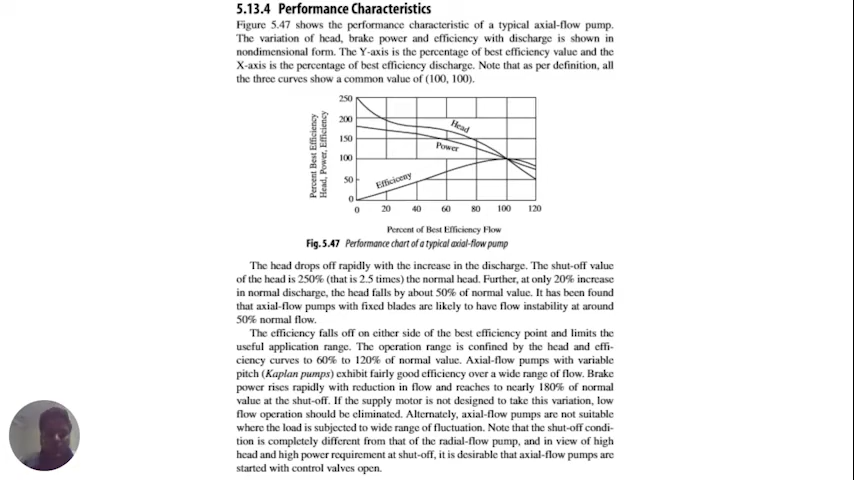 5.13.4 Performance Characteristics
Figure 5.47 shows the performance characteristic of a typical axial-flow pump.
The variation of head, brake power and efficiency with discharge is shown in
nondimensional form. The Y-axis is the percentage of best efficiency value and the
X-axis is the percentage of best efficiency discharge. Note that as per definition, all
the three curves show a common value of (100, 100).
Percent Best Efficiency
Head, Power, Efficiency
250
200
150
100
50
0
Head
Power
Efficiceny
0 20 40 60 80 100 120
Percent of Best Efficiency Flow
Fig. 5.47 Performance chart of a typical axial-flow pump
The head drops off rapidly with the increase in the discharge. The shut-off value
of the head is 250% (that is 2.5 times) the normal head. Further, at only 20% increase
in normal discharge, the head falls by about 50% of normal value. It has been found
that axial-flow pumps with fixed blades are likely to have flow instability at around
50% normal flow.
The efficiency falls off on either side of the best efficiency point and limits the
useful application range. The operation range is confined by the head and effi-
ciency curves to 60% to 120% of normal value. Axial-flow pumps with variable
pitch (Kaplan pumps) exhibit fairly good efficiency over a wide range of flow. Brake
power rises rapidly with reduction in flow and reaches to nearly 180% of normal
value at the shut-off. If the supply motor is not designed to take this variation, low
flow operation should be eliminated. Alternately, axial-flow pumps are not suitable
where the load is subjected to wide range of fluctuation. Note that the shut-off condi-
tion is completely different from that of the radial-flow pump, and in view of high
head and high power requirement at shut-off, it is desirable that axial-flow pumps are
started with control valves open.